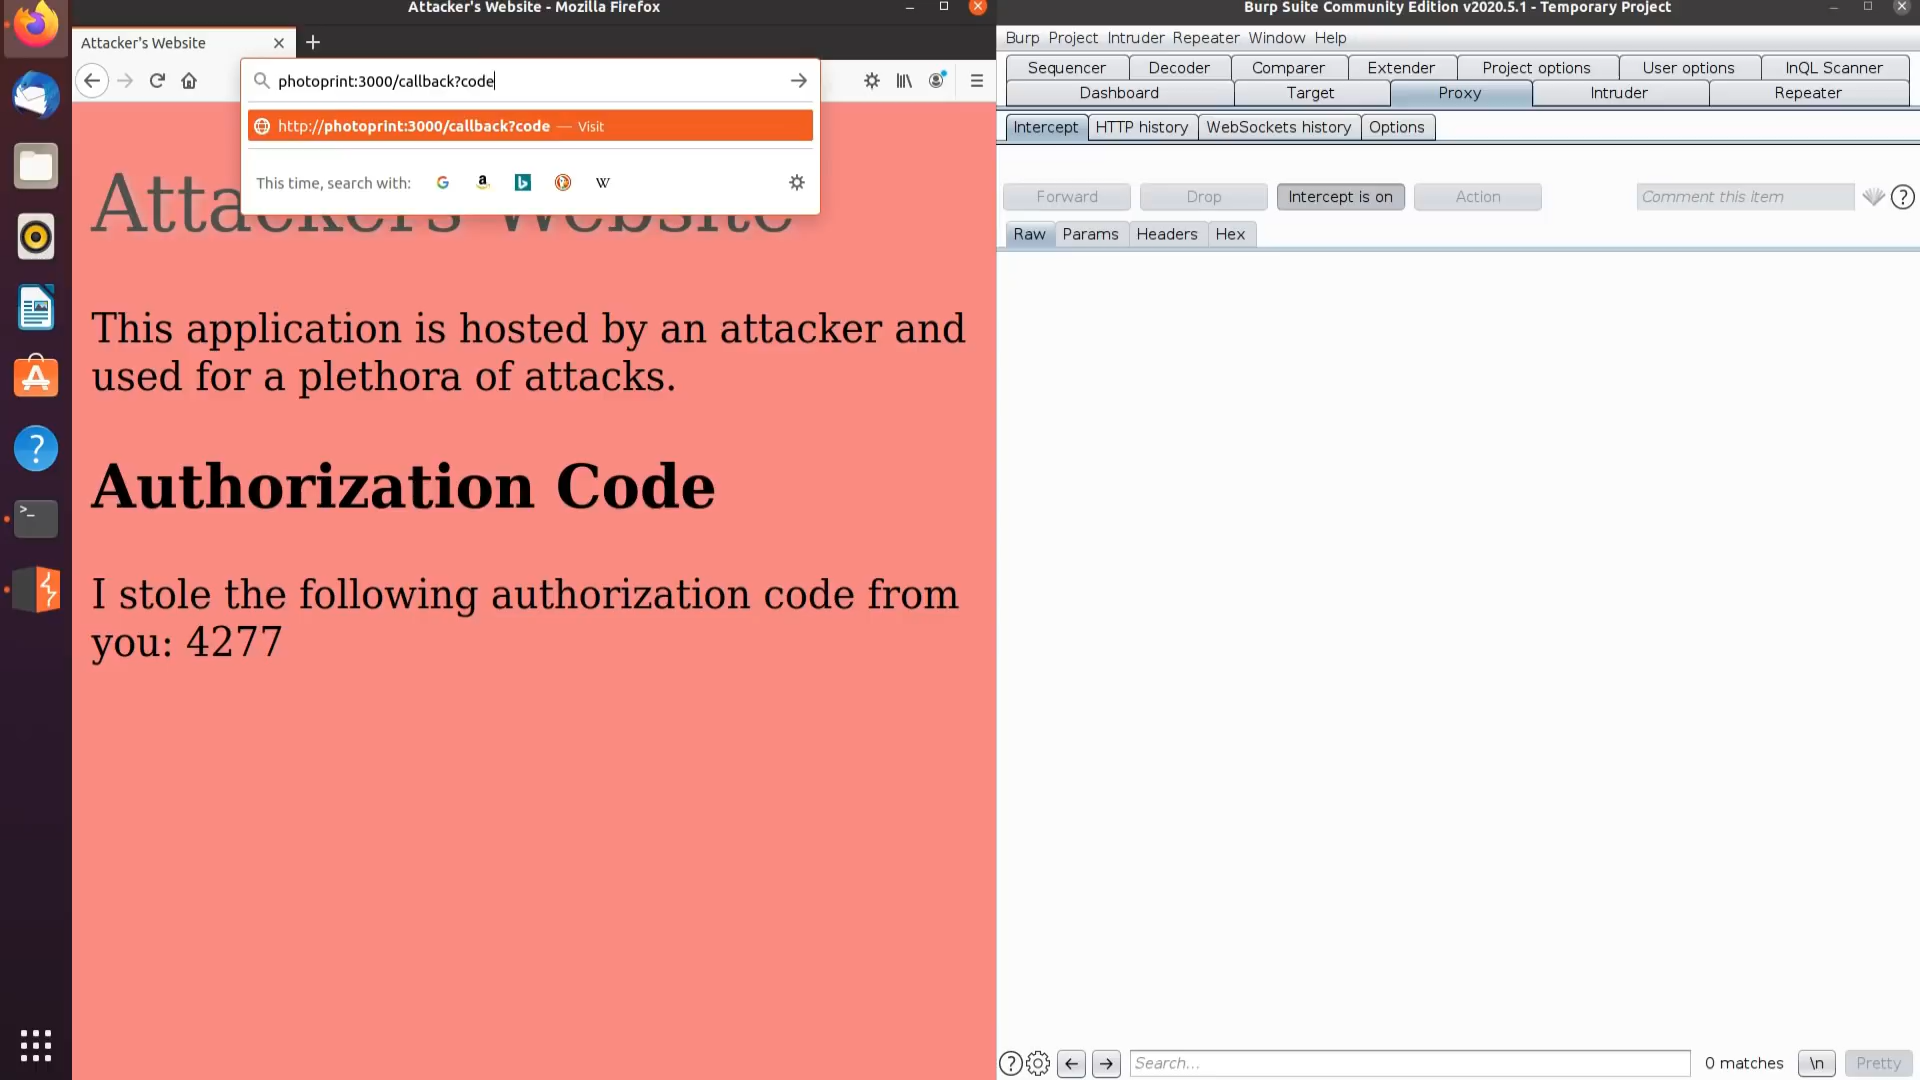 Attacker's Website - Mozilla Firefox
Attacker's Website
photoprint:3000/callback?code
http://photoprint:3000/callback?code — Visit
This time, search with:
Attacker's Website
This application is hosted by an attacker and
used for a plethora of attacks.
Authorization Code
I stole the following authorization code from
you: 4277
Burp Suite Community Edition v2020.5.1 - Temporary Project
Burp Project Intruder Repeater Window Help
Sequencer Decoder Comparer Extender Project options User options InQL Scanner
Dashboard Target Proxy Intruder Repeater
Intercept HTTP history WebSockets history Options
Forward Drop Intercept is on Action Comment this item
Raw Params Headers Hex
Search... 0 matches \n Pretty